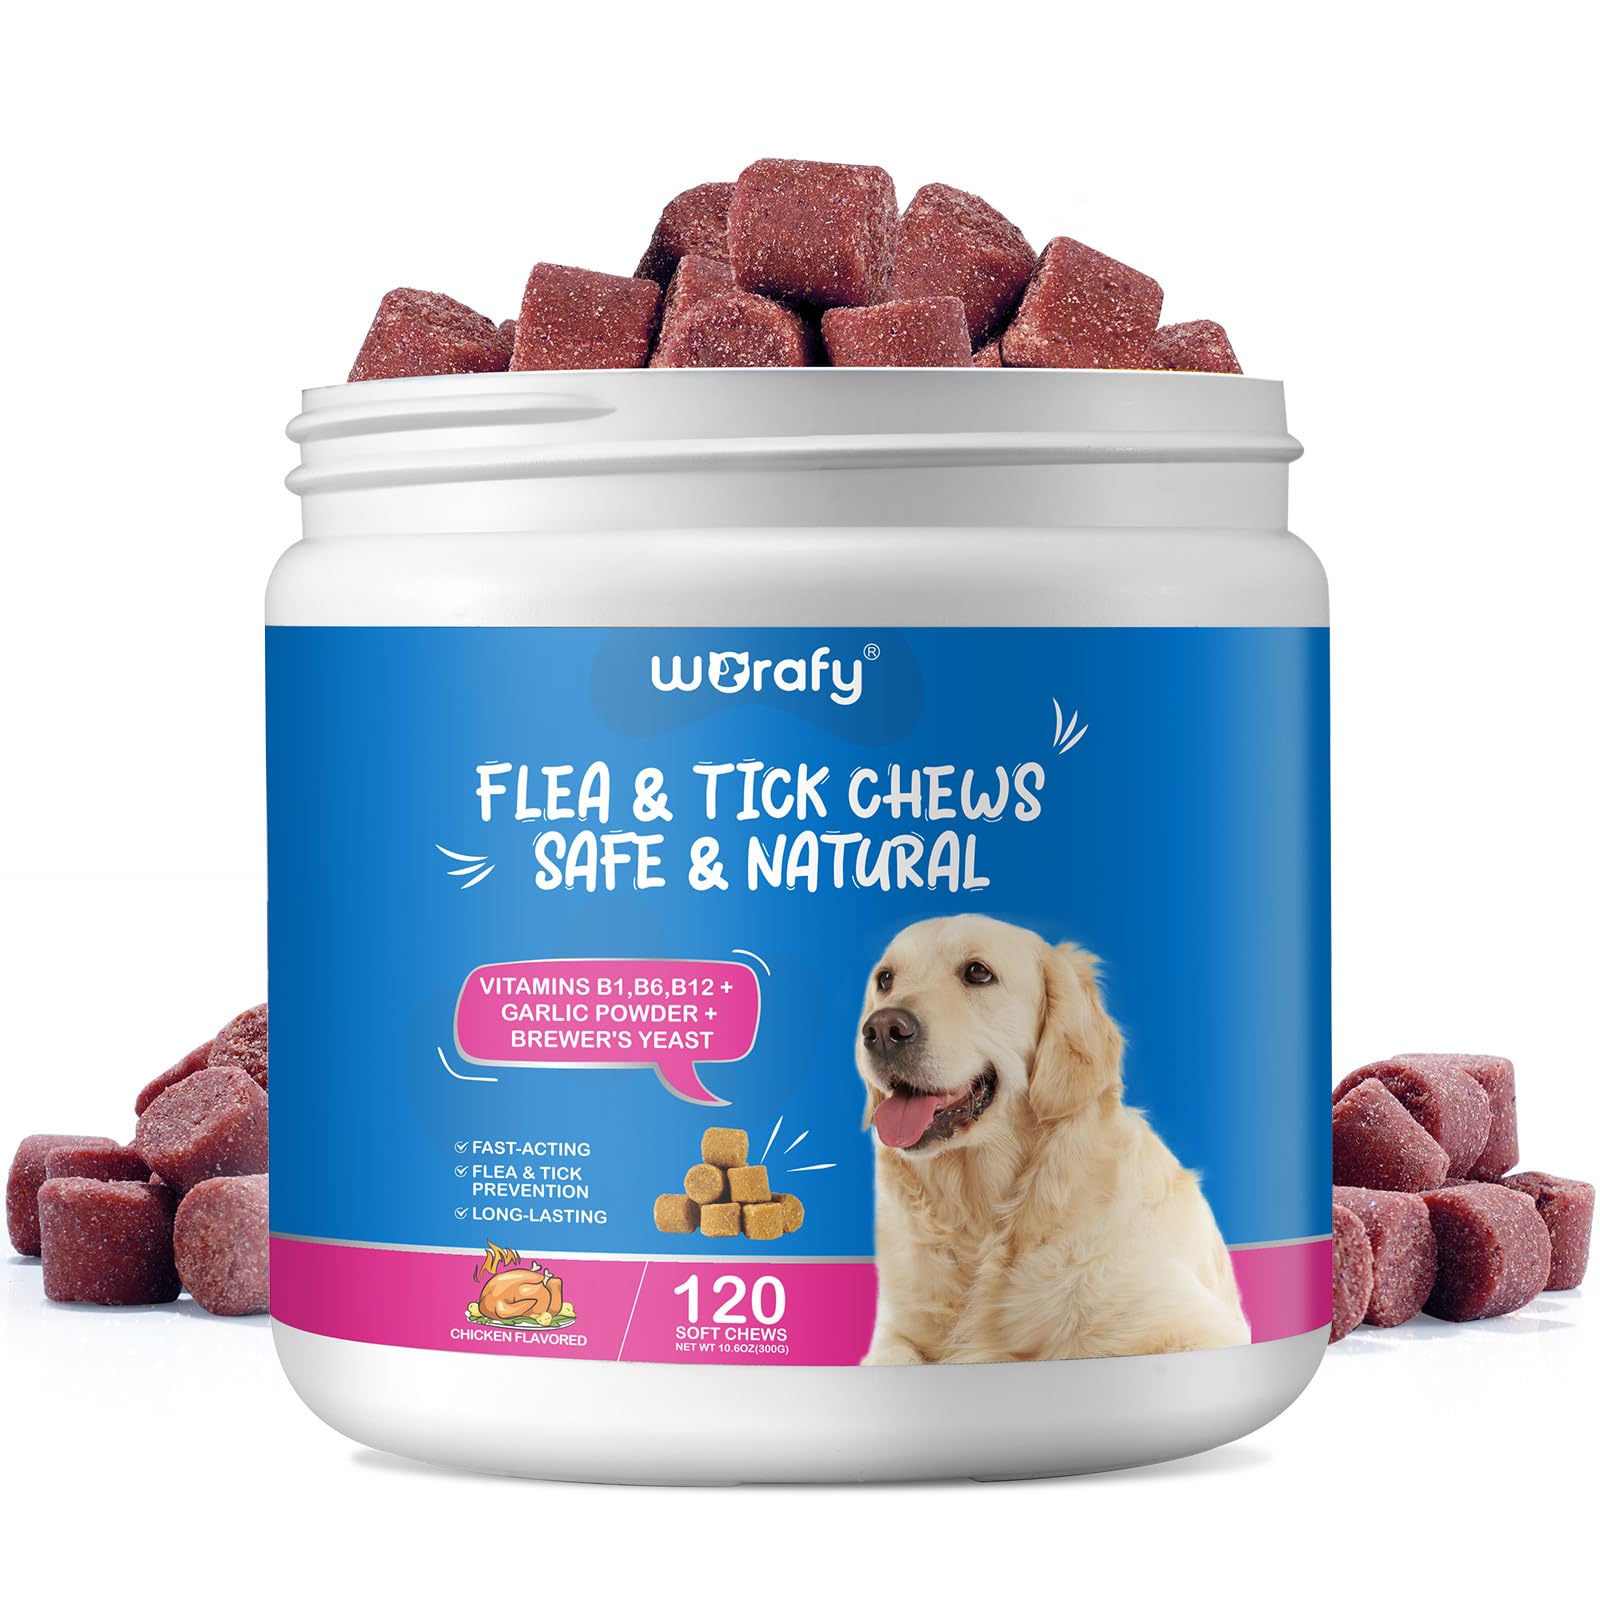 worafy®
FLEA & TICK CHEWS
SAFE & NATURAL
VITAMINS B1,B6,B12 +
GARLIC POWDER +
BREWER'S YEAST
FAST-ACTING
FLEA & TICK
PREVENTION
LONG-LASTING
CHICKEN FLAVORED
120
SOFT CHEWS
NET WT 10.6OZ(300G)